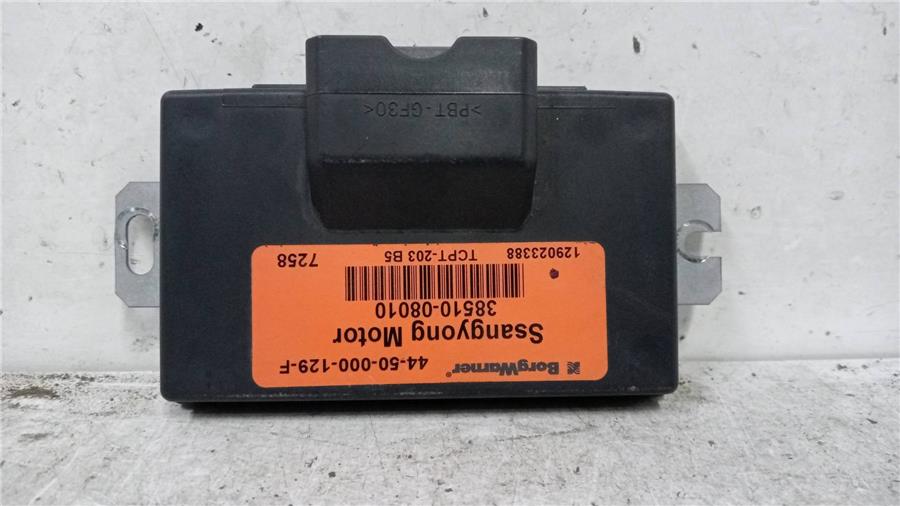 BorgWarner 44-50-000-129-F
Ssangyong Motor
38510-08010
129023388 TCPT-203 B5 7258
>PBT-GF30<